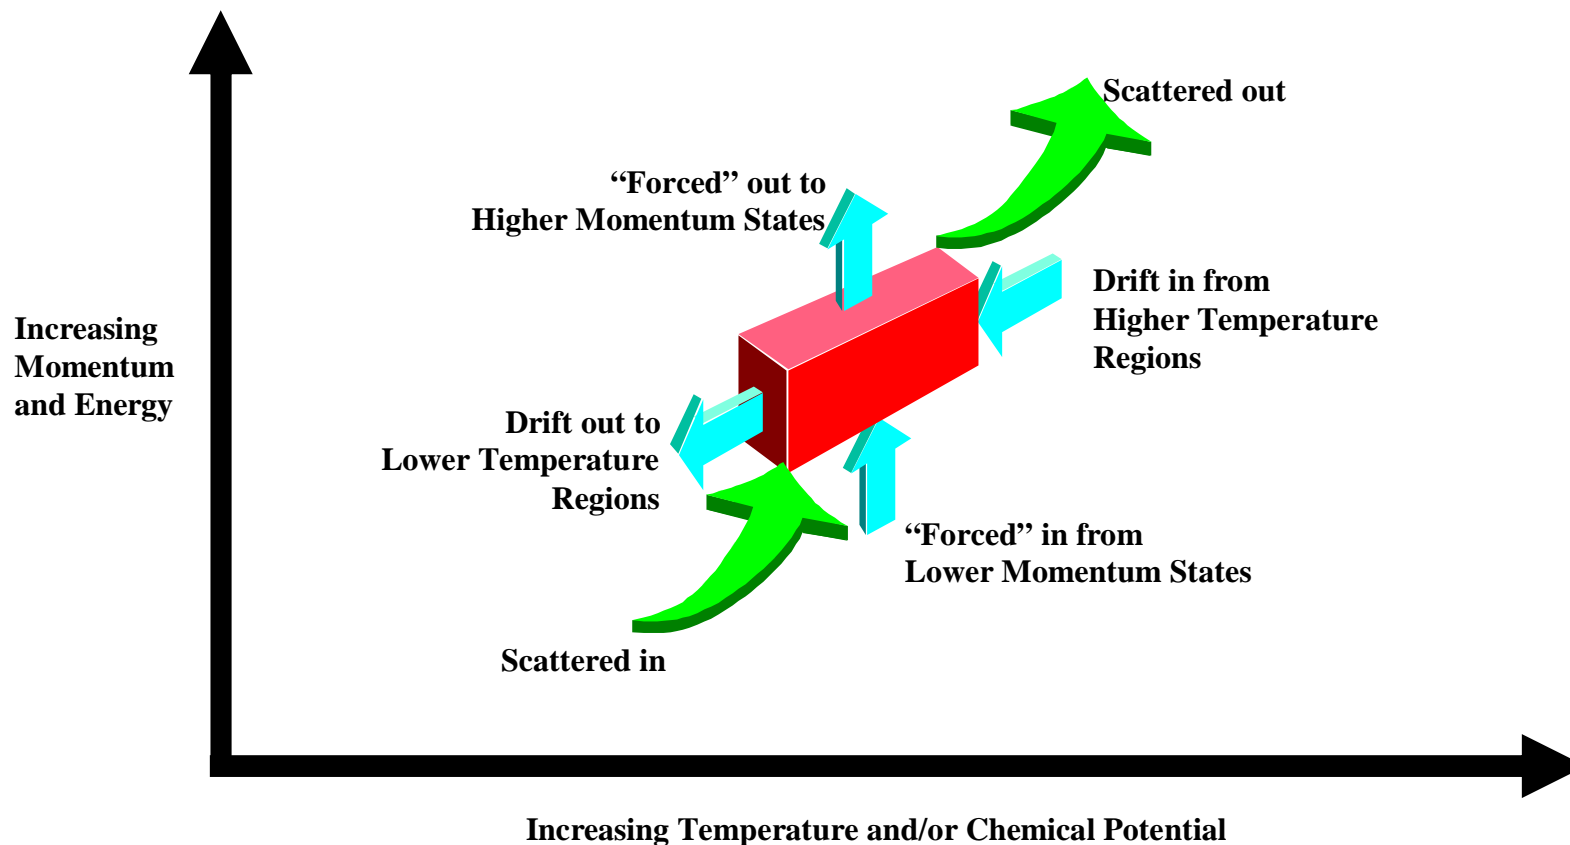 Scattered out
“Forced” out to
Higher Momentum States
Drift in from
Higher Temperature
Regions
Increasing
Momentum
and Energy
Drift out to
Lower Temperature
Regions
“Forced” in from
Lower Momentum States
Scattered in
Increasing Temperature and/or Chemical Potential